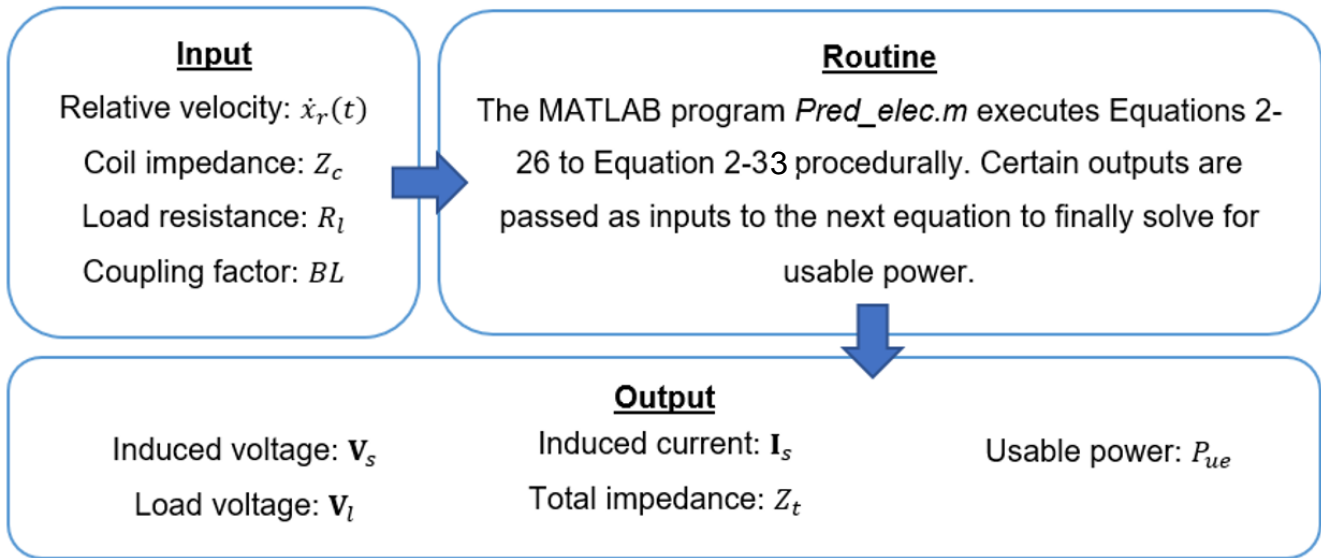 Input
Relative velocity: ẋᵣ(t)
Coil impedance: Z_c
Load resistance: R_l
Coupling factor: BL
Routine
The MATLAB program Pred_elec.m executes Equations 2-
26 to Equation 2-33 procedurally. Certain outputs are
passed as inputs to the next equation to finally solve for
usable power.
Output
Induced voltage: V_s
Load voltage: V_l
Induced current: I_s
Total impedance: Z_t
Usable power: P_ue